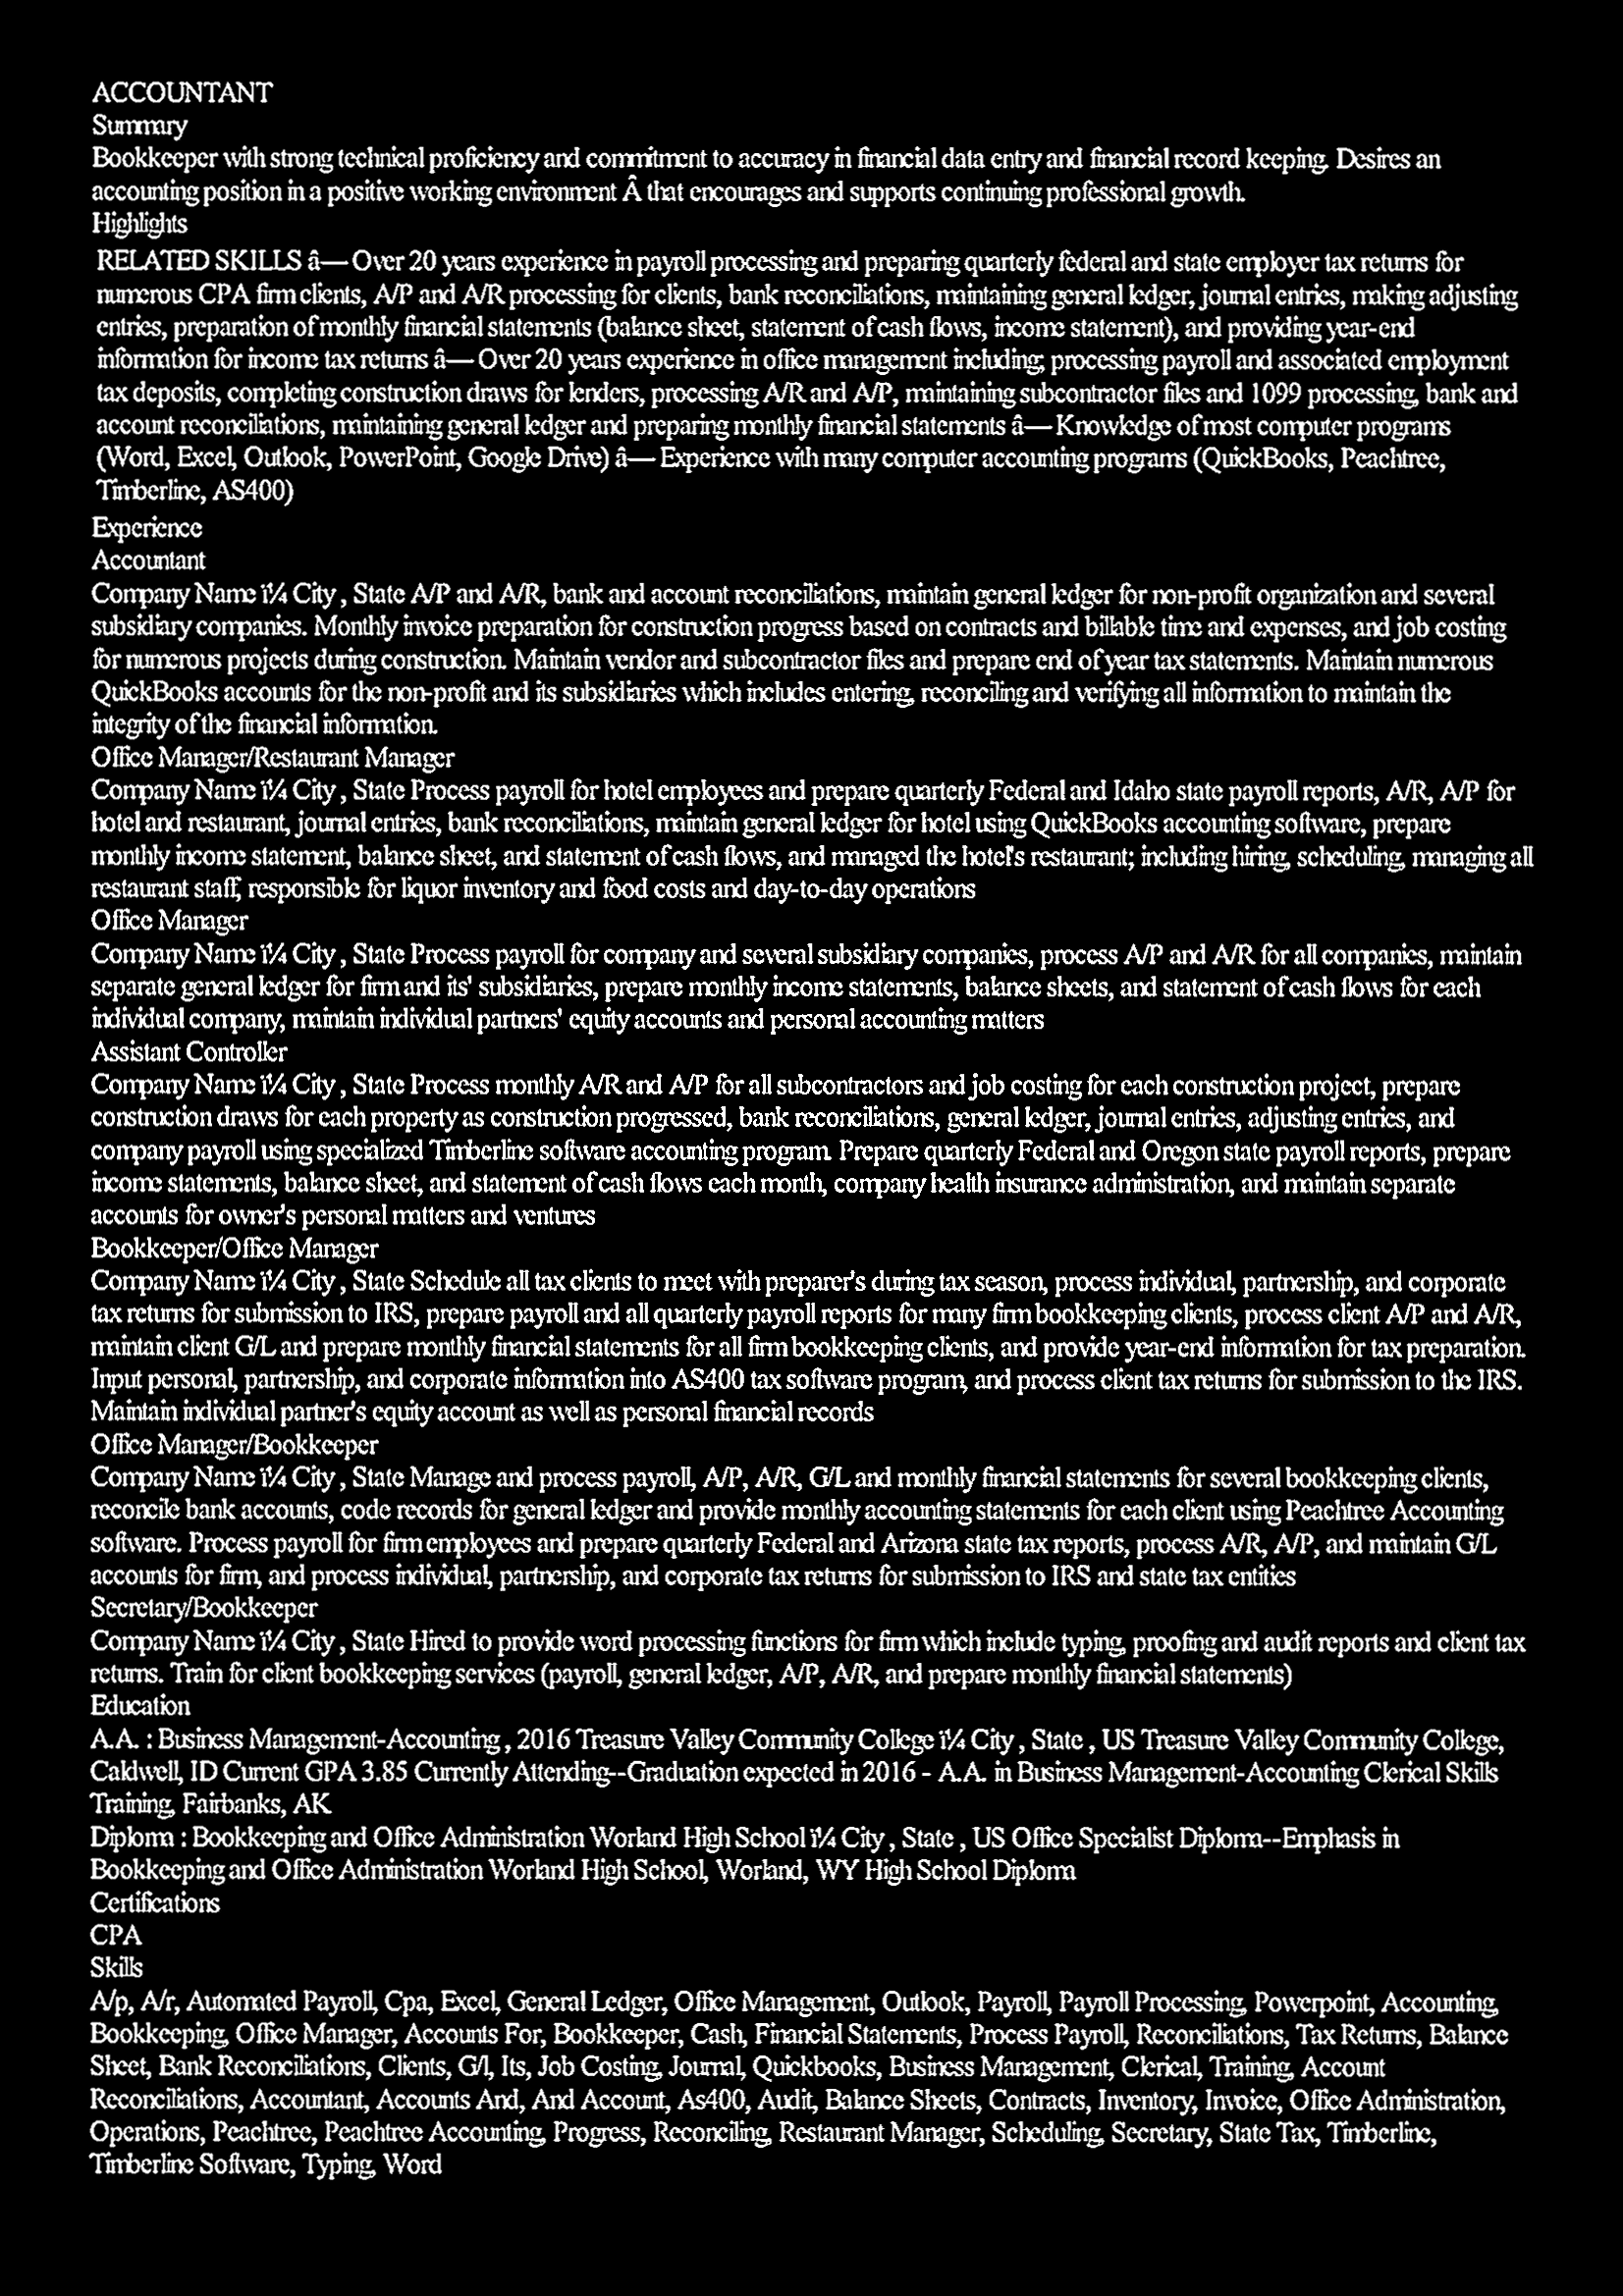 ACCOUNTANT
Summary
Bookkeeper with strong technical proficiency and commitment to accuracy in financial data entry and financial record keeping. Desires an
accounting position in a positive working environment Â that encourages and supports continuing professional growth.
Highlights
RELATED SKILLS â— Over 20 years experience in payroll processing and preparing quarterly federal and state employer tax returns for
numerous CPA firm clients, A/P and A/R processing for clients, bank reconciliations, maintaining general ledger, journal entries, making adjusting
entries, preparation of monthly financial statements (balance sheet, statement of cash flows, income statement), and providing year-end
information for income tax returns â— Over 20 years experience in office management including; processing payroll and associated employment
tax deposits, completing construction draws for lenders, processing A/R and A/P, maintaining subcontractor files and 1099 processing, bank and
account reconciliations, maintaining general ledger and preparing monthly financial statements â— Knowledge of most computer programs
(Word, Excel, Outlook, PowerPoint, Google Drive) â— Experience with many computer accounting programs (QuickBooks, Peachtree,
Timberline, AS400)
Experience
Accountant
Company Name ï¼ City , State A/P and A/R, bank and account reconciliations, maintain general ledger for non-profit organization and several
subsidiary companies. Monthly invoice preparation for construction progress based on contracts and billable time and expenses, and job costing
for numerous projects during construction. Maintain vendor and subcontractor files and prepare end of year tax statements. Maintain numerous
QuickBooks accounts for the non-profit and its subsidiaries which includes entering, reconciling and verifying all information to maintain the
integrity of the financial information.
Office Manager/Restaurant Manager
Company Name ï¼ City , State Process payroll for hotel employees and prepare quarterly Federal and Idaho state payroll reports, A/R, A/P for
hotel and restaurant, journal entries, bank reconciliations, maintain general ledger for hotel using QuickBooks accounting software, prepare
monthly income statement, balance sheet, and statement of cash flows, and managed the hotel's restaurant; including hiring, scheduling, managing all
restaurant staff; responsible for liquor inventory and food costs and day-to-day operations
Office Manager
Company Name ï¼ City , State Process payroll for company and several subsidiary companies, process A/P and A/R for all companies, maintain
separate general ledger for firm and its' subsidiaries, prepare monthly income statements, balance sheets, and statement of cash flows for each
individual company, maintain individual partners' equity accounts and personal accounting matters
Assistant Controller
Company Name ï¼ City , State Process monthly A/R and A/P for all subcontractors and job costing for each construction project, prepare
construction draws for each property as construction progressed, bank reconciliations, general ledger, journal entries, adjusting entries, and
company payroll using specialized Timberline software accounting program. Prepare quarterly Federal and Oregon state payroll reports, prepare
income statements, balance sheet, and statement of cash flows each month, company health insurance administration, and maintain separate
accounts for owner's personal matters and ventures
Bookkeeper/Office Manager
Company Name ï¼ City , State Schedule all tax clients to meet with preparer's during tax season, process individual, partnership, and corporate
tax returns for submission to IRS, prepare payroll and all quarterly payroll reports for many firm bookkeeping clients, process client A/P and A/R,
maintain client G/L and prepare monthly financial statements for all firm bookkeeping clients, and provide year-end information for tax preparation.
Input personal, partnership, and corporate information into AS400 tax software program, and process client tax returns for submission to the IRS.
Maintain individual partner's equity account as well as personal financial records
Office Manager/Bookkeeper
Company Name ï¼ City , State Manage and process payroll, A/P, A/R, G/L and monthly financial statements for several bookkeeping clients,
reconcile bank accounts, code records for general ledger and provide monthly accounting statements for each client using Peachtree Accounting
software. Process payroll for firm employees and prepare quarterly Federal and Arizona state tax reports, process A/R, A/P, and maintain G/L
accounts for firm, and process individual, partnership, and corporate tax returns for submission to IRS and state tax entities
Secretary/Bookkeeper
Company Name ï¼ City , State Hired to provide word processing functions for firm which include typing, proofing and audit reports and client tax
returns. Train for client bookkeeping services (payroll, general ledger, A/P, A/R, and prepare monthly financial statements)
Education
A.A. : Business Management-Accounting , 2016 Treasure Valley Community College ï¼ City , State , US Treasure Valley Community College,
Caldwell, ID Current GPA 3.85 Currently Attending--Graduation expected in 2016 - A.A. in Business Management-Accounting Clerical Skills
Training, Fairbanks, AK
Diploma : Bookkeeping and Office Administration Worland High School ï¼ City , State , US Office Specialist Diploma--Emphasis in
Bookkeeping and Office Administration Worland High School, Worland, WY High School Diploma
Certifications
CPA
Skills
A/p, A/r, Automated Payroll, Cpa, Excel, General Ledger, Office Management, Outlook, Payroll, Payroll Processing, Powerpoint, Accounting,
Bookkeeping, Office Manager, Accounts For, Bookkeeper, Cash, Financial Statements, Process Payroll, Reconciliations, Tax Returns, Balance
Sheet, Bank Reconciliations, Clients, G/l, Its, Job Costing, Journal, Quickbooks, Business Management, Clerical, Training, Account
Reconciliations, Accountant, Accounts And, And Account, As400, Audit, Balance Sheets, Contracts, Inventory, Invoice, Office Administration,
Operations, Peachtree, Peachtree Accounting, Progress, Reconciling, Restaurant Manager, Scheduling, Secretary, State Tax, Timberline,
Timberline Software, Typing, Word